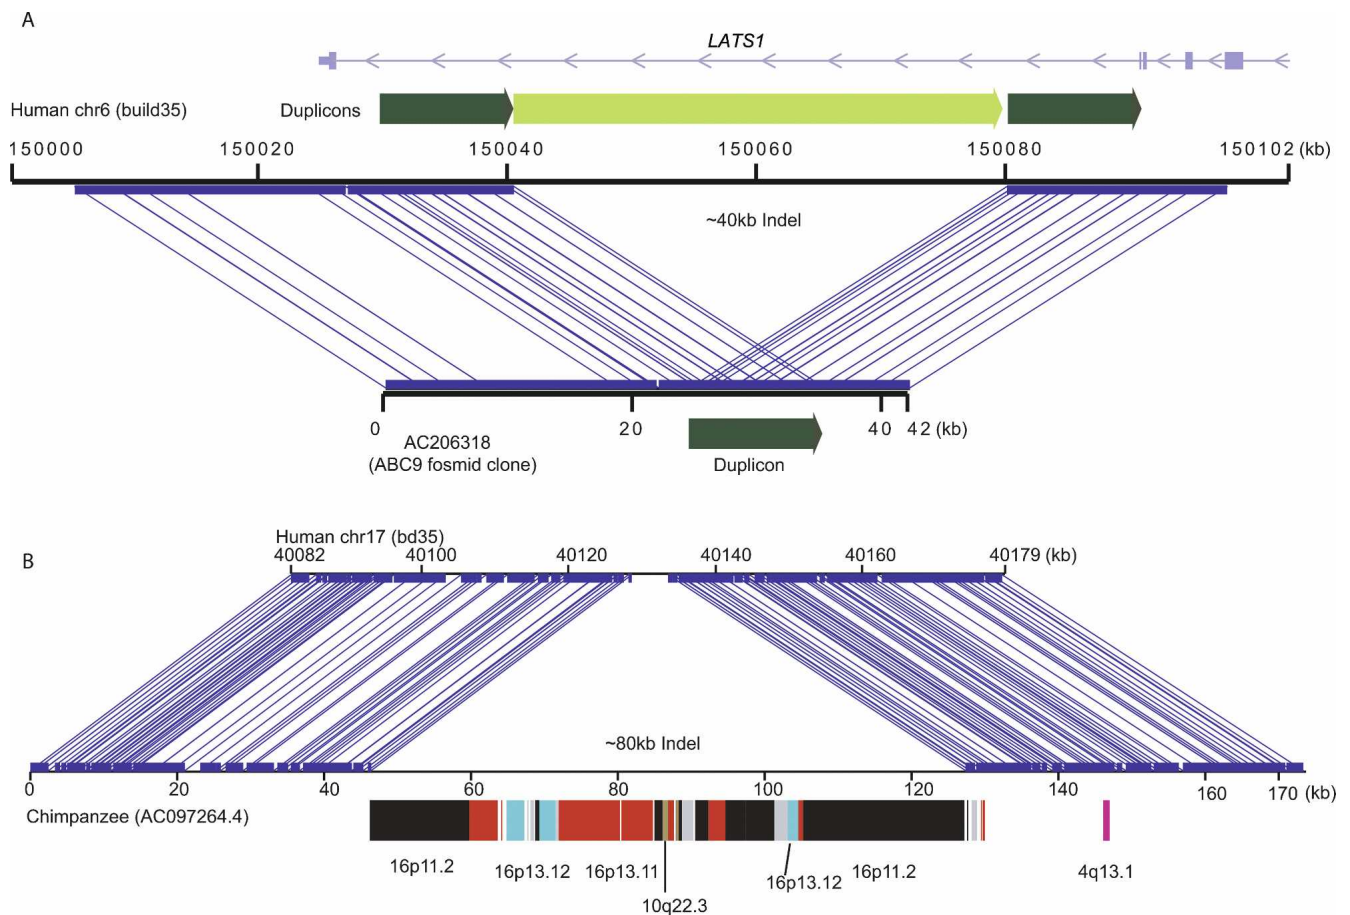 A
LATS1
Human chr6 (build35)
Duplicons
150000 150020 150040 150060 150080 150102 (kb)
~40kb Indel
0 20 40 42 (kb)
AC206318
(ABC9 fosmid clone)
Duplicon
B
Human chr17 (bd35)
40082 40100 40120 40140 40160 40179 (kb)
~80kb Indel
0 20 40 60 80 100 120 140 160 170 (kb)
Chimpanzee (AC097264.4)
16p11.2 16p13.12 16p13.11 16p13.12 16p11.2 4q13.1
10q22.3